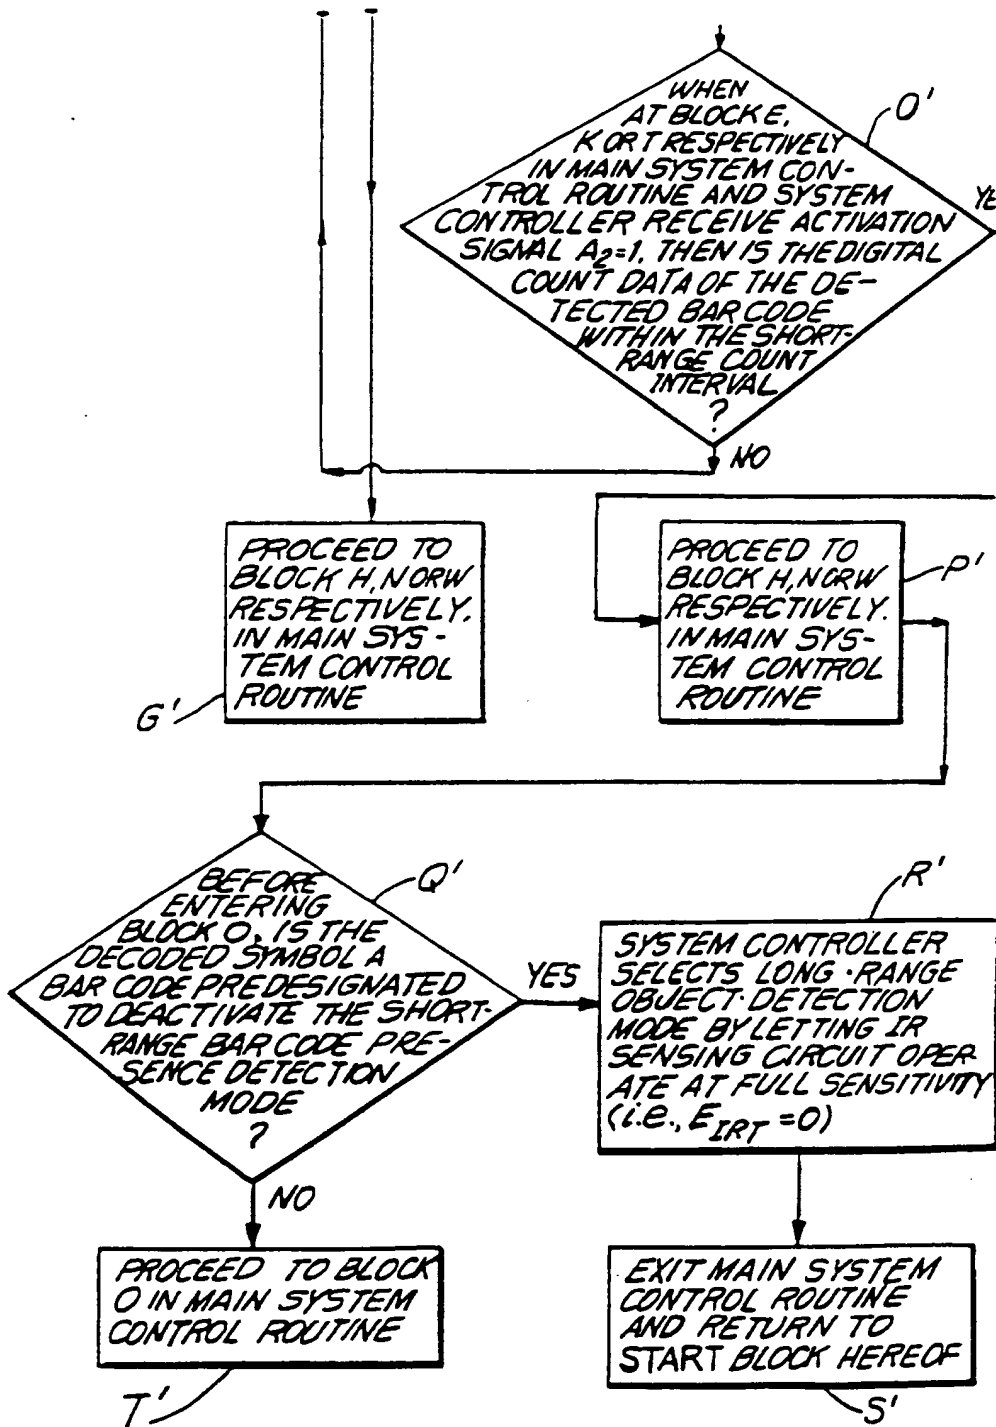 WHEN
AT BLOCK E,
K OR T RESPECTIVELY
IN MAIN SYSTEM CON-
TROL ROUTINE AND SYSTEM
CONTROLLER RECEIVE ACTIVATION
SIGNAL A2=1, THEN IS THE DIGITAL
COUNT DATA OF THE DE-
TECTED BAR CODE
WITHIN THE SHORT-
RANGE COUNT
INTERVAL
?
O'
YE
NO
PROCEED TO
BLOCK H, N OR W
RESPECTIVELY,
IN MAIN SYS-
TEM CONTROL
ROUTINE
G'
PROCEED TO
BLOCK H, N OR W
RESPECTIVELY.
IN MAIN SYS-
TEM CONTROL
ROUTINE
P'
BEFORE
ENTERING
BLOCK O, IS THE
DECODED SYMBOL A
BAR CODE PREDESIGNATED
TO DEACTIVATE THE SHORT-
RANGE BAR CODE PRE-
SENCE DETECTION
MODE
?
Q'
YES
NO
R'
SYSTEM CONTROLLER
SELECTS LONG-RANGE
OBJECT-DETECTION
MODE BY LETTING IR
SENSING CIRCUIT OPER-
ATE AT FULL SENSITIVITY
(i.e., EIRT =0)
PROCEED TO BLOCK
O IN MAIN SYSTEM
CONTROL ROUTINE
T'
EXIT MAIN SYSTEM
CONTROL ROUTINE
AND RETURN TO
START BLOCK HEREOF
S'